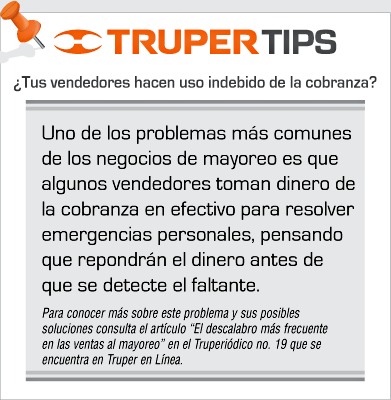 TRUPER TIPS
¿Tus vendedores hacen uso indebido de la cobranza?
Uno de los problemas más comunes
de los negocios de mayoreo es que
algunos vendedores toman dinero de
la cobranza en efectivo para resolver
emergencias personales, pensando
que repondrán el dinero antes de
que se detecte el faltante.
Para conocer más sobre este problema y sus posibles
soluciones consulta el artículo “El descalabro más frecuente
en las ventas al mayoreo” en el Truperiódico no. 19 que se
encuentra en Truper en Línea.